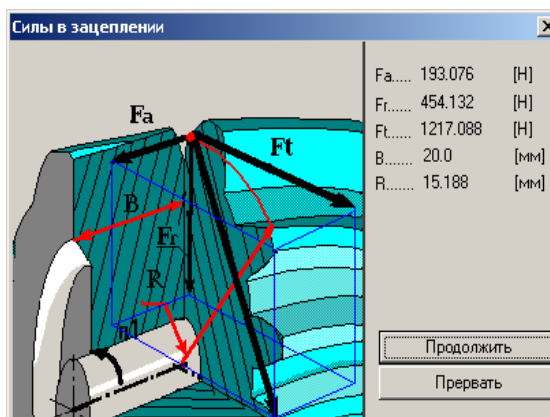 Силы в зацеплении
Fa..... 193.076 [Н]
Fr..... 454.132 [Н]
Ft..... 1217.088 [Н]
B....... 20.0 [мм]
R....... 15.188 [мм]
Fa
Ft
B
Fr
R
n1
Продолжить
Прервать